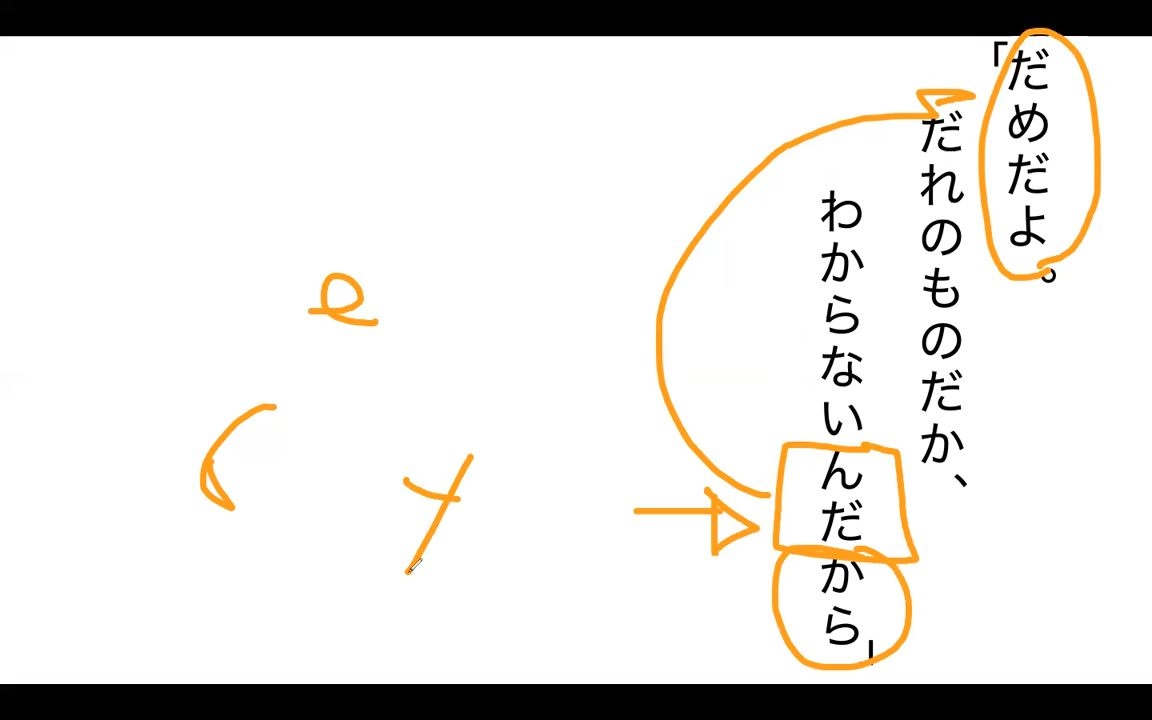 「だめだよ。
だれのものだか、
わからないんだから」